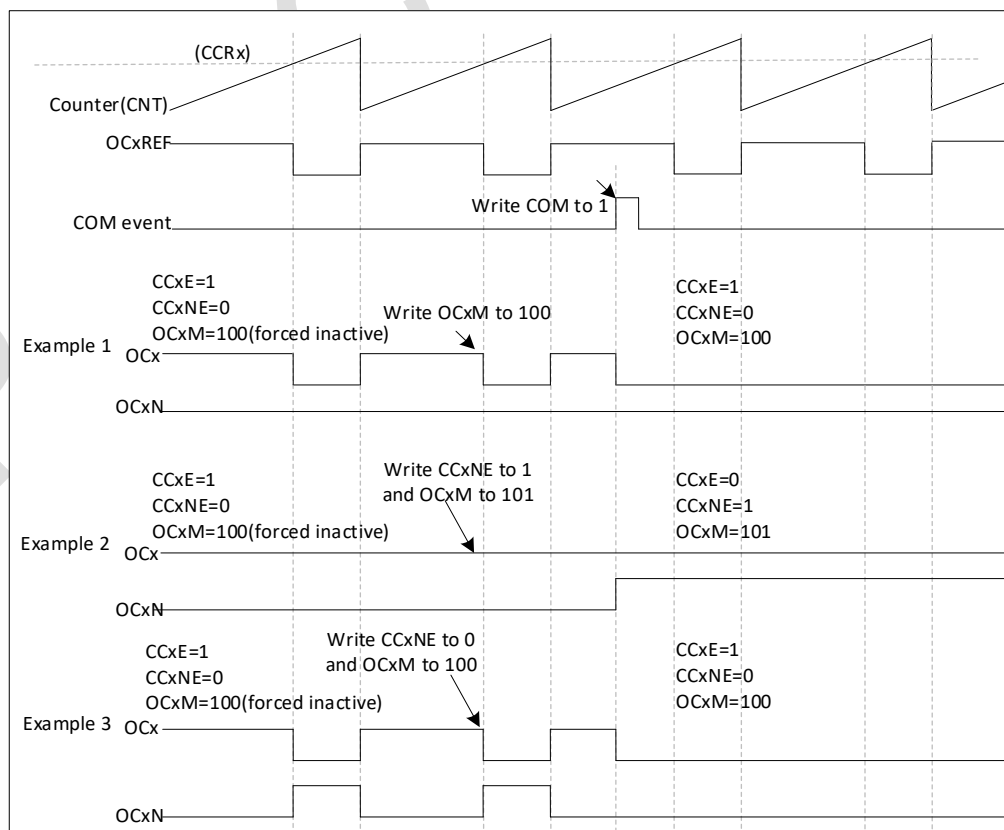 (CCRx)
Counter(CNT)
OCxREF
Write COM to 1
COM event
CCxE=1
CCxNE=0
OCxM=100(forced inactive)
Write OCxM to 100
CCxE=1
CCxNE=0
OCxM=100
Example 1
OCx
OCxN
CCxE=1
CCxNE=0
OCxM=100(forced inactive)
Write CCxNE to 1
and OCxM to 101
CCxE=0
CCxNE=1
OCxM=101
Example 2
OCx
OCxN
CCxE=1
CCxNE=0
OCxM=100(forced inactive)
Write CCxNE to 0
and OCxM to 100
CCxE=1
CCxNE=0
OCxM=100
Example 3
OCx
OCxN